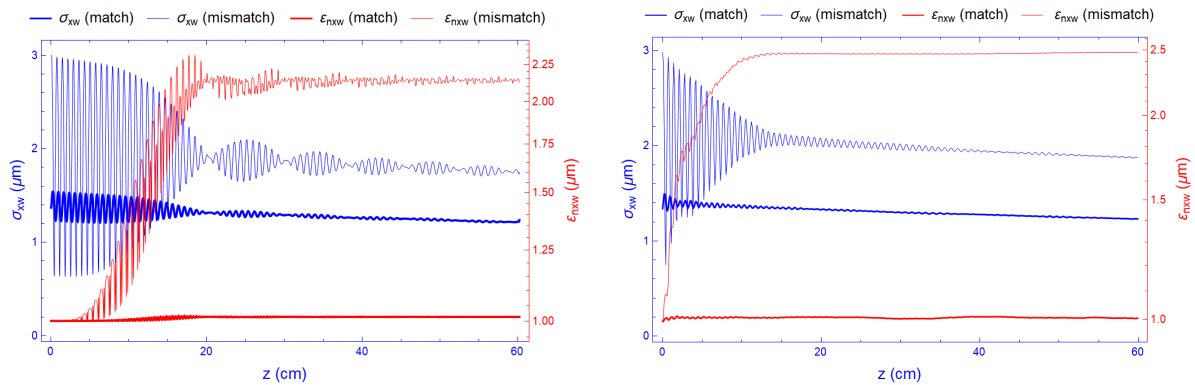 σxw (match) σxw (mismatch) εnxw (match) εnxw (mismatch)
3
2
1
0
σxw (μm)
2.25
2.00
1.75
1.50
1.25
1.00
εnxw (μm)
0 20 40 60
z (cm)
σxw (match) σxw (mismatch) εnxw (match) εnxw (mismatch)
3
2
1
0
σxw (μm)
2.5
2.0
1.5
1.0
εnxw (μm)
0 20 40 60
z (cm)